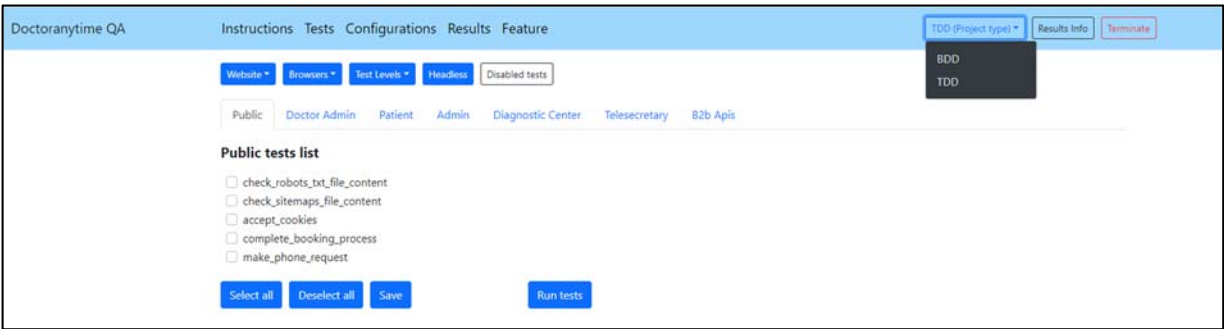 Doctoranytime QA Instructions Tests Configurations Results Feature TDD (Project type) Results Info Terminate
BDD
TDD
Website Browsers Test Levels Headless Disabled tests
Public Doctor Admin Patient Admin Diagnostic Center Telesecretary B2b Apis
Public tests list
check_robots_txt_file_content
check_sitemaps_file_content
accept_cookies
complete_booking_process
make_phone_request
Select all Deselect all Save Run tests